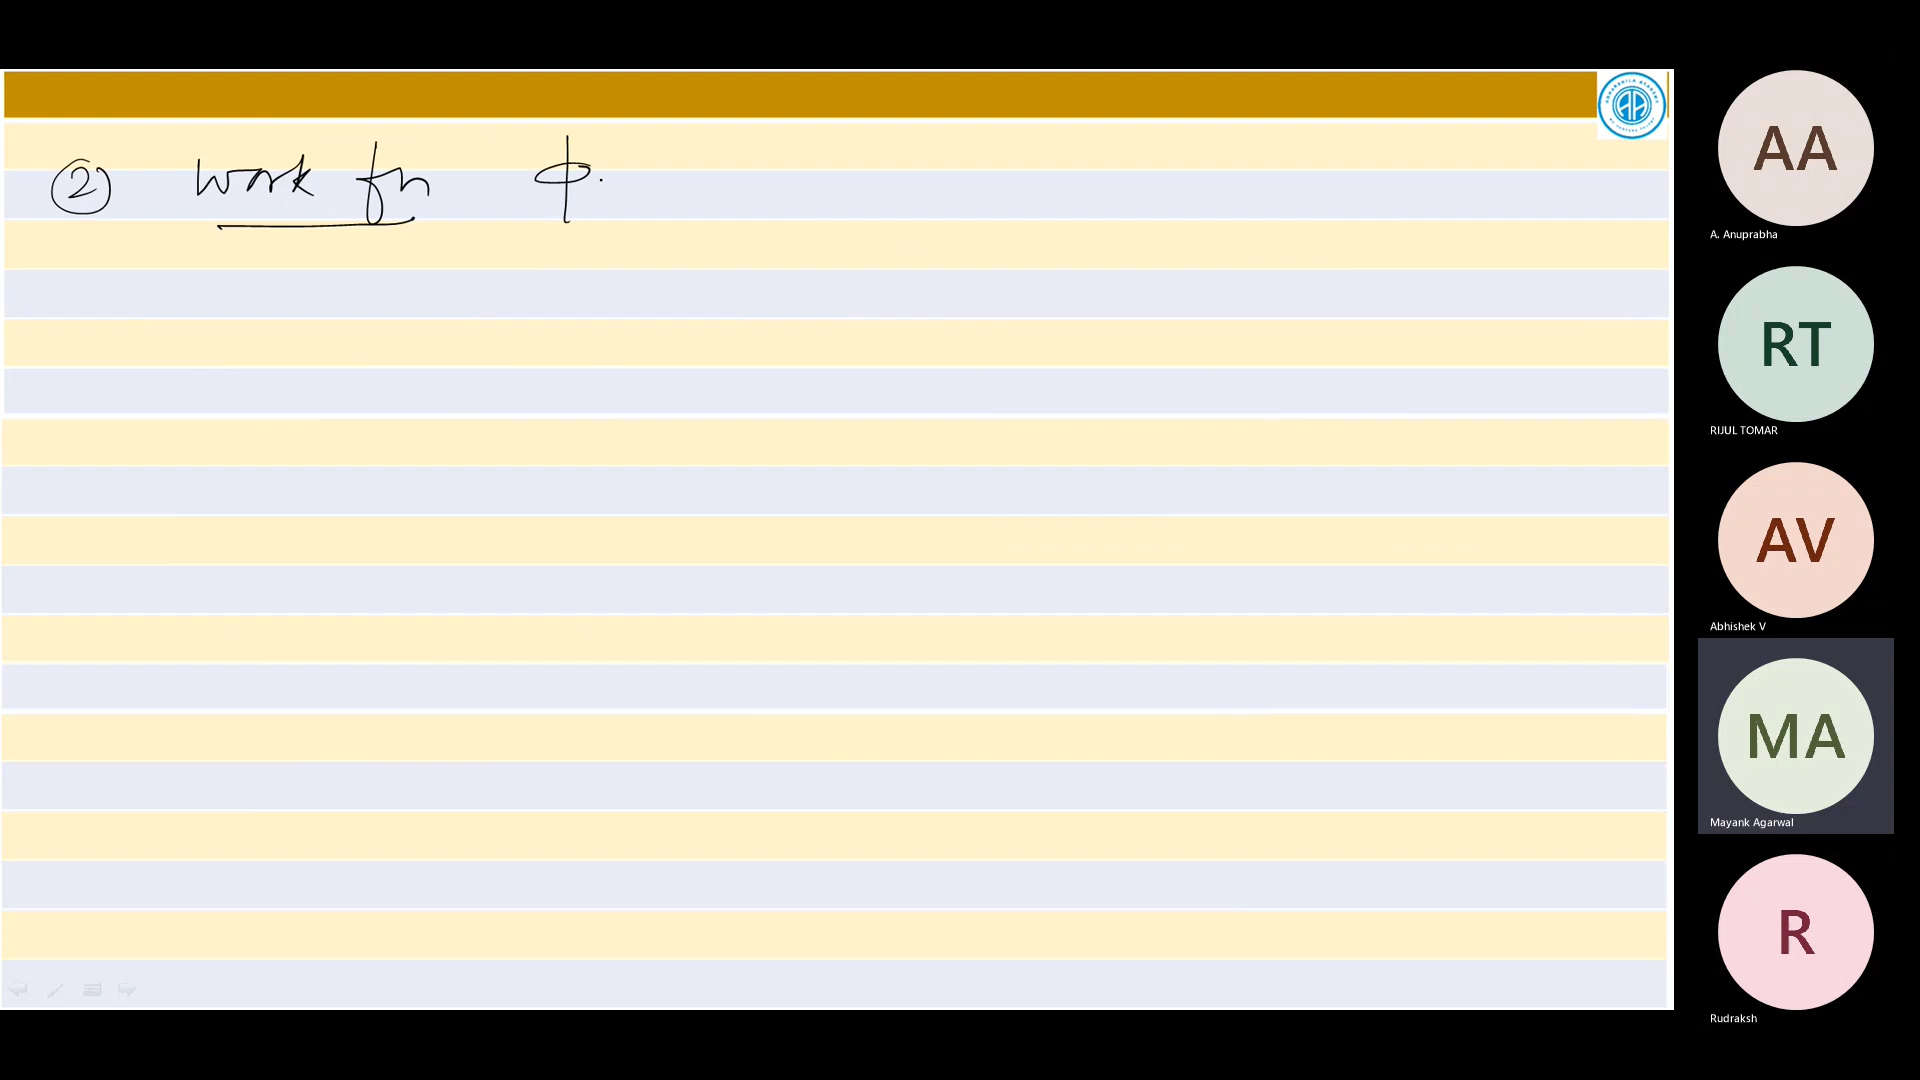 ② Work fn ϕ.
AA
A. Anuprabha
RT
RIJUL TOMAR
AV
Abhishek V
MA
Mayank Agarwal
R
Rudraksh